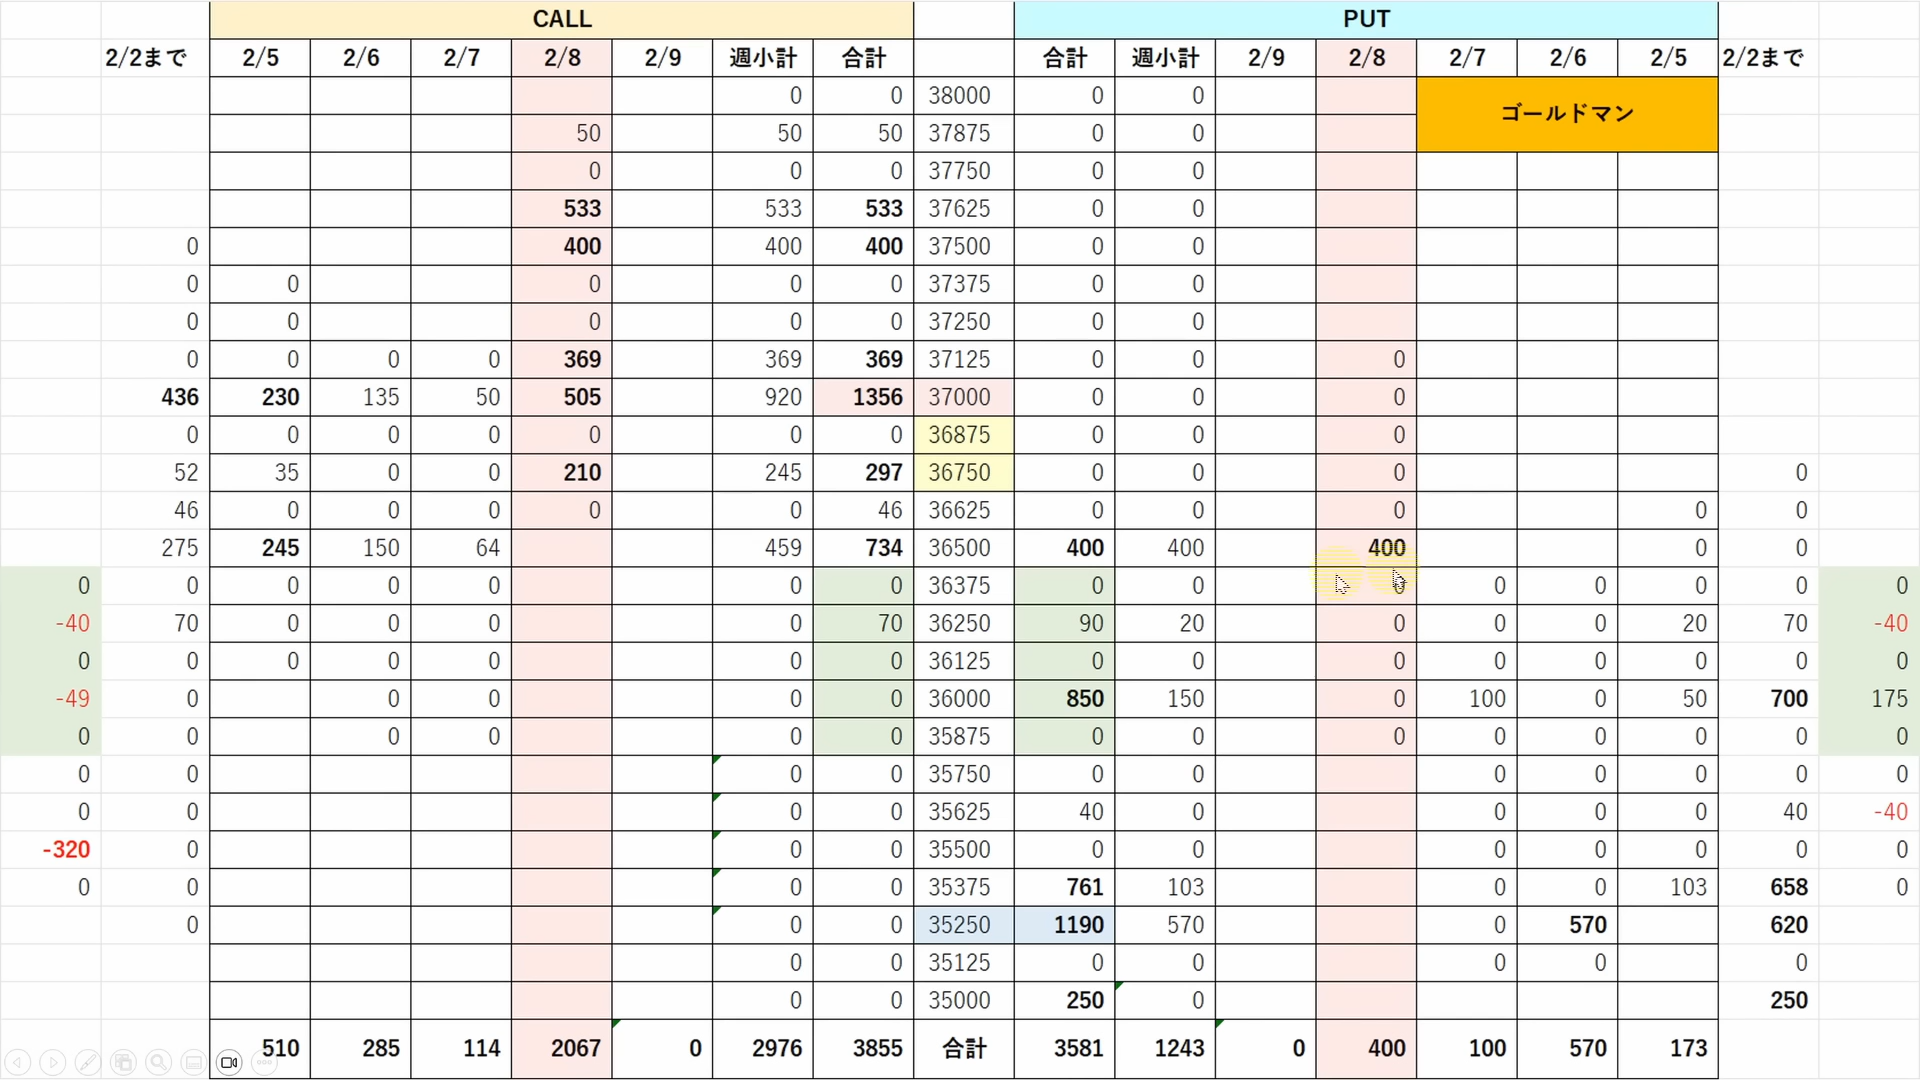 CALL PUT
2/2まで 2/5 2/6 2/7 2/8 2/9 週小計 合計 合計 週小計 2/9 2/8 2/7 2/6 2/5 2/2まで
0 0 38000 0 0 ゴールドマン
50 50 50 37875 0 0
0 0 0 37750 0 0
533 533 533 37625 0 0
0 400 400 400 37500 0 0
0 0 0 0 0 37375 0 0
0 0 0 0 0 37250 0 0
0 0 0 0 369 369 369 37125 0 0 0
436 230 135 50 505 920 1356 37000 0 0 0
0 0 0 0 0 0 0 36875 0 0 0
52 35 0 0 210 245 297 36750 0 0 0 0
46 0 0 0 0 0 46 36625 0 0 0 0 0
275 245 150 64 459 734 36500 400 400 400 0 0
0 0 0 0 0 0 0 36375 0 0 0 0 0 0 0 0
-40 70 0 0 0 0 70 36250 90 20 0 0 0 20 70 -40
0 0 0 0 0 0 0 36125 0 0 0 0 0 0 0 0
-49 0 0 0 0 0 36000 850 150 0 100 0 50 700 175
0 0 0 0 0 0 35875 0 0 0 0 0 0 0 0
0 0 0 0 35750 0 0 0 0 0 0 0
0 0 0 0 35625 40 0 0 0 0 40 -40
-320 0 0 0 35500 0 0 0 0 0 0 0
0 0 0 0 35375 761 103 0 0 103 658 0
0 0 0 35250 1190 570 0 570 620
0 0 35125 0 0 0 0 0
0 0 35000 250 0 250
510 285 114 2067 0 2976 3855 合計 3581 1243 0 400 100 570 173